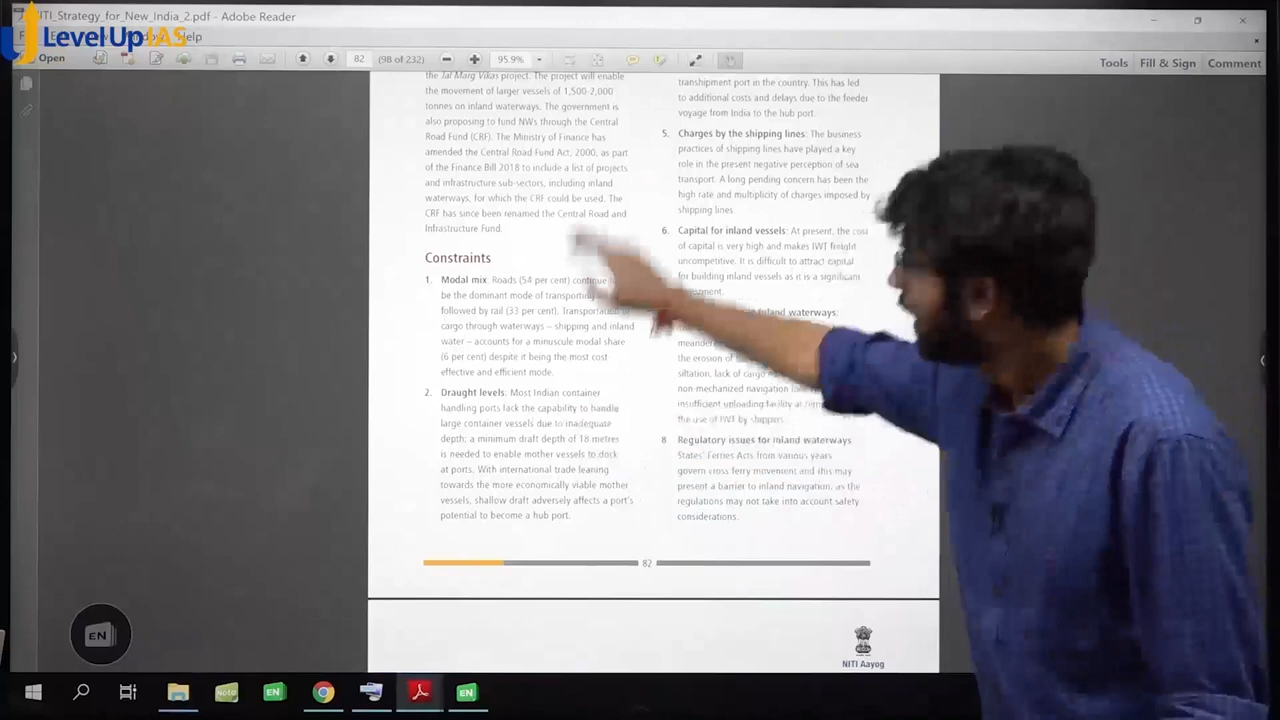 NITI_Strategy_for_New_India_2.pdf - Adobe Reader
LevelUpIAS
Help
Open
82
(98 of 232)
95.9%
Tools
Fill & Sign
Comment
the Jal Marg Vikas project. The project will enable
the movement of larger vessels of 1,500-2,000
tonnes on inland waterways. The government is
also proposing to fund NWs through the Central
Road Fund (CRF). The Ministry of Finance has
amended the Central Road Fund Act, 2000, as part
of the Finance Bill 2018 to include a list of projects
and infrastructure sub-sectors, including inland
waterways, for which the CRF could be used. The
CRF has since been renamed the Central Road and
Infrastructure Fund.
Constraints
1. Modal mix: Roads (54 per cent) continue
be the dominant mode of transporting
followed by rail (33 per cent). Transportation
cargo through waterways – shipping and inland
water – accounts for a minuscule modal share
(6 per cent) despite it being the most cost
effective and efficient mode.
2. Draught levels: Most Indian container
handling ports lack the capability to handle
large container vessels due to inadequate
depth; a minimum draft depth of 18 metres
is needed to enable mother vessels to dock
at ports. With international trade leaning
towards the more economically viable mother
vessels, shallow draft adversely affects a port's
potential to become a hub port.
transhipment port in the country. This has led
to additional costs and delays due to the feeder
voyage from India to the hub port.
5. Charges by the shipping lines: The business
practices of shipping lines have played a key
role in the present negative perception of sea
transport. A long pending concern has been the
high rate and multiplicity of charges imposed by
shipping lines.
6. Capital for inland vessels: At present, the cost
of capital is very high and makes IWT freight
uncompetitive. It is difficult to attract capital
for building inland vessels as it is a significant
inland waterways:
the erosion of
siltation, lack of cargo
non-mechanized navigation
insufficient unloading facility at
the use of IWT by shippers.
8 Regulatory issues for inland waterways
States' Ferries Acts from various years
govern cross ferry movement and this may
present a barrier to inland navigation, as the
regulations may not take into account safety
considerations.
82
NITI Aayog
EN
Note
EN
EN